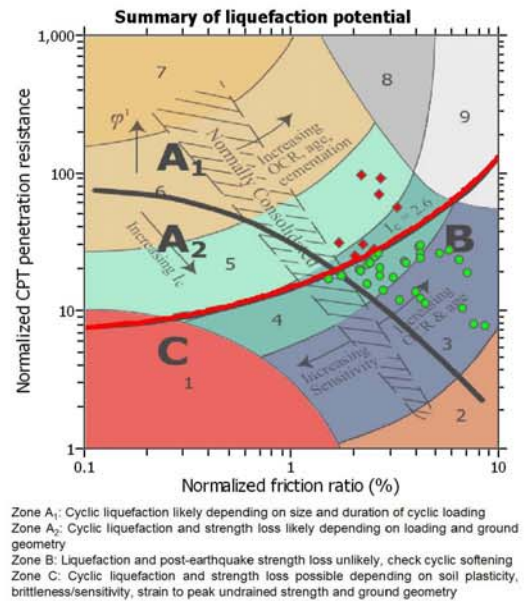 Summary of liquefaction potential
1,000
100
10
1
Normalized CPT penetration resistance
7
8
9
φ'
A1
Normally Consolidated
Increasing
OCR, age,
cementation
6
A2
Increasing Ic
5
Ic = 2.6
B
4
C
1
Increasing
Sensitivity
Increasing
OCR & age
3
2
0.1
1
10
Normalized friction ratio (%)
Zone A1: Cyclic liquefaction likely depending on size and duration of cyclic loading
Zone A2: Cyclic liquefaction and strength loss likely depending on loading and ground
geometry
Zone B: Liquefaction and post-earthquake strength loss unlikely, check cyclic softening
Zone C: Cyclic liquefaction and strength loss possible depending on soil plasticity,
brittleness/sensitivity, strain to peak undrained strength and ground geometry